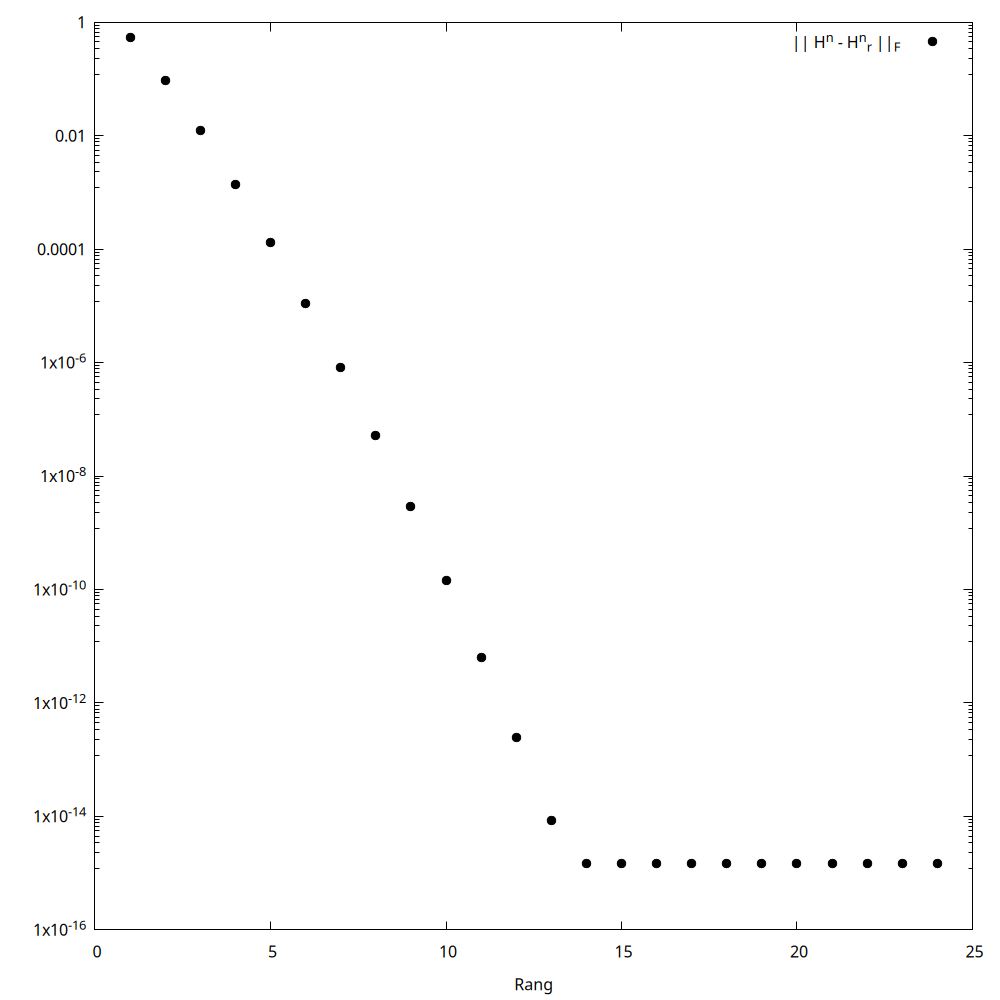 1
|| Hⁿ - Hⁿᵣ ||F
0.01
0.0001
1x10⁻⁶
1x10⁻⁸
1x10⁻¹⁰
1x10⁻¹²
1x10⁻¹⁴
1x10⁻¹⁶
0 5 10 15 20 25
Rang